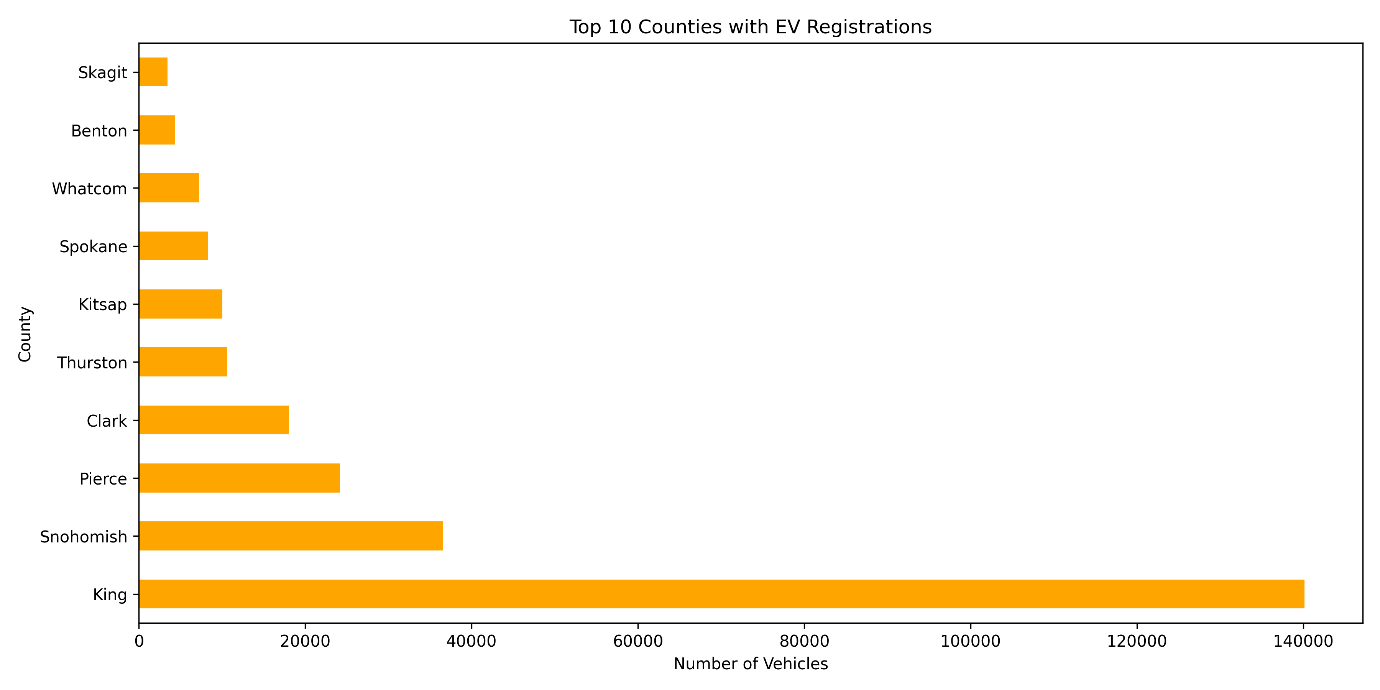 Top 10 Counties with EV Registrations
Skagit
Benton
Whatcom
Spokane
Kitsap
Thurston
Clark
Pierce
Snohomish
King
County
0 20000 40000 60000 80000 100000 120000 140000
Number of Vehicles